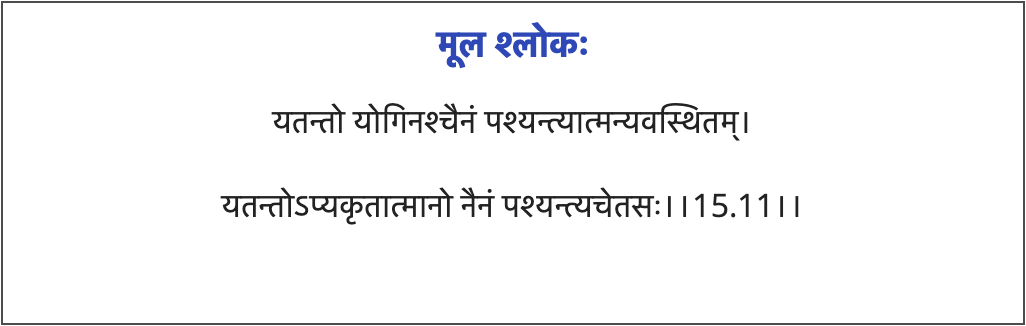 मूल श्लोकः
यतन्तो योगिनश्चैनं पश्यन्त्यात्मन्यवस्थितम्।
यतन्तोऽप्यकृतात्मानो नैनं पश्यन्त्यचेतसः।।15.11।।